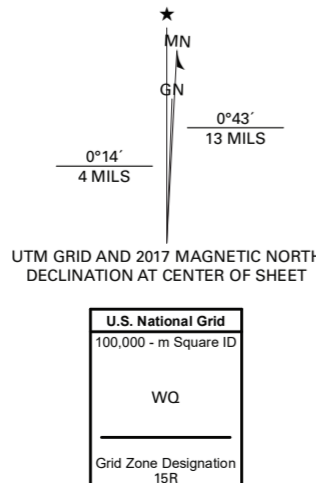 ★
MN
GN
0°43´
13 MILS
0°14´
4 MILS
UTM GRID AND 2017 MAGNETIC NORTH
DECLINATION AT CENTER OF SHEET
U.S. National Grid
100,000 - m Square ID
WQ
Grid Zone Designation
15R